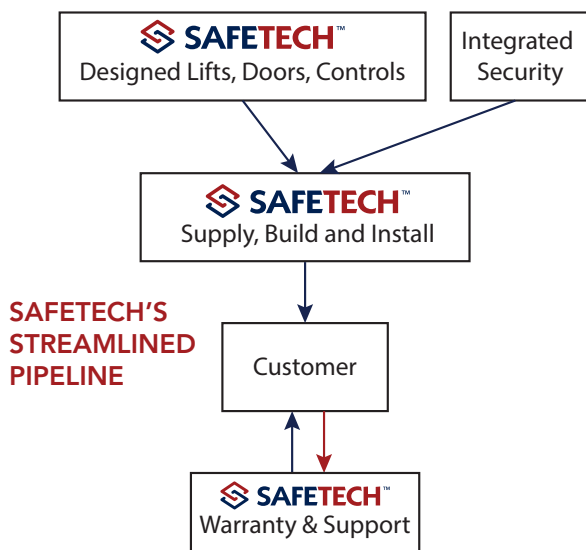 SAFETECH™
Designed Lifts, Doors, Controls
Integrated
Security
SAFETECH™
Supply, Build and Install
SAFETECH'S
STREAMLINED
PIPELINE
Customer
SAFETECH™
Warranty & Support